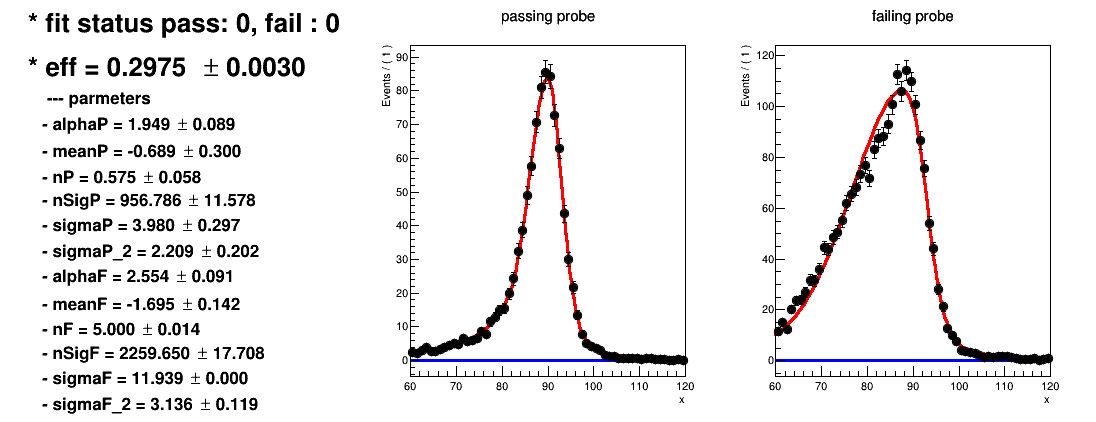 * fit status pass: 0, fail : 0
* eff = 0.2975 ± 0.0030
--- parmeters
- alphaP = 1.949 ± 0.089
- meanP = -0.689 ± 0.300
- nP = 0.575 ± 0.058
- nSigP = 956.786 ± 11.578
- sigmaP = 3.980 ± 0.297
- sigmaP_2 = 2.209 ± 0.202
- alphaF = 2.554 ± 0.091
- meanF = -1.695 ± 0.142
- nF = 5.000 ± 0.014
- nSigF = 2259.650 ± 17.708
- sigmaF = 11.939 ± 0.000
- sigmaF_2 = 3.136 ± 0.119
passing probe
Events / ( 1 )
90
80
70
60
50
40
30
20
10
0
60 70 80 90 100 110 120
x
failing probe
Events / ( 1 )
120
100
80
60
40
20
0
60 70 80 90 100 110 120
x